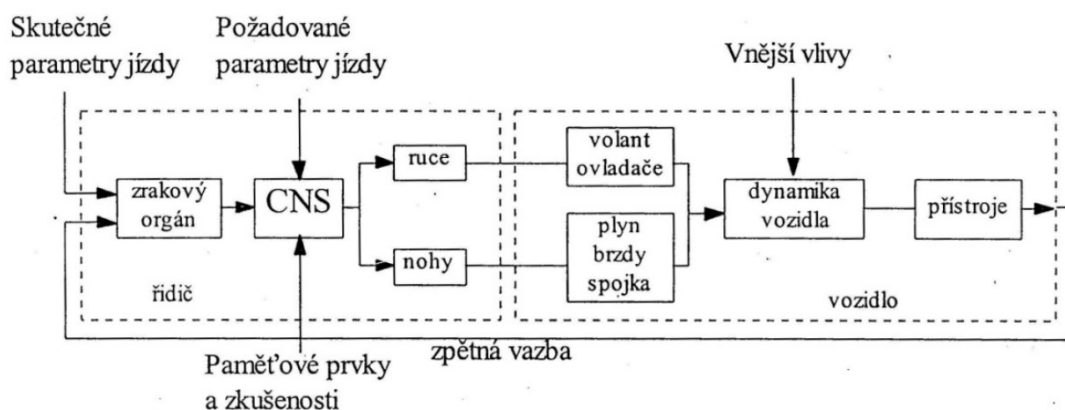 Skutečné
parametry jízdy
Požadované
parametry jízdy
Vnější vlivy
zrakový
orgán
CNS
ruce
nohy
volant
ovladače
plyn
brzdy
spojka
dynamika
vozidla
přístroje
řidič
vozidlo
zpětná vazba
Paměťové prvky
a zkušenosti